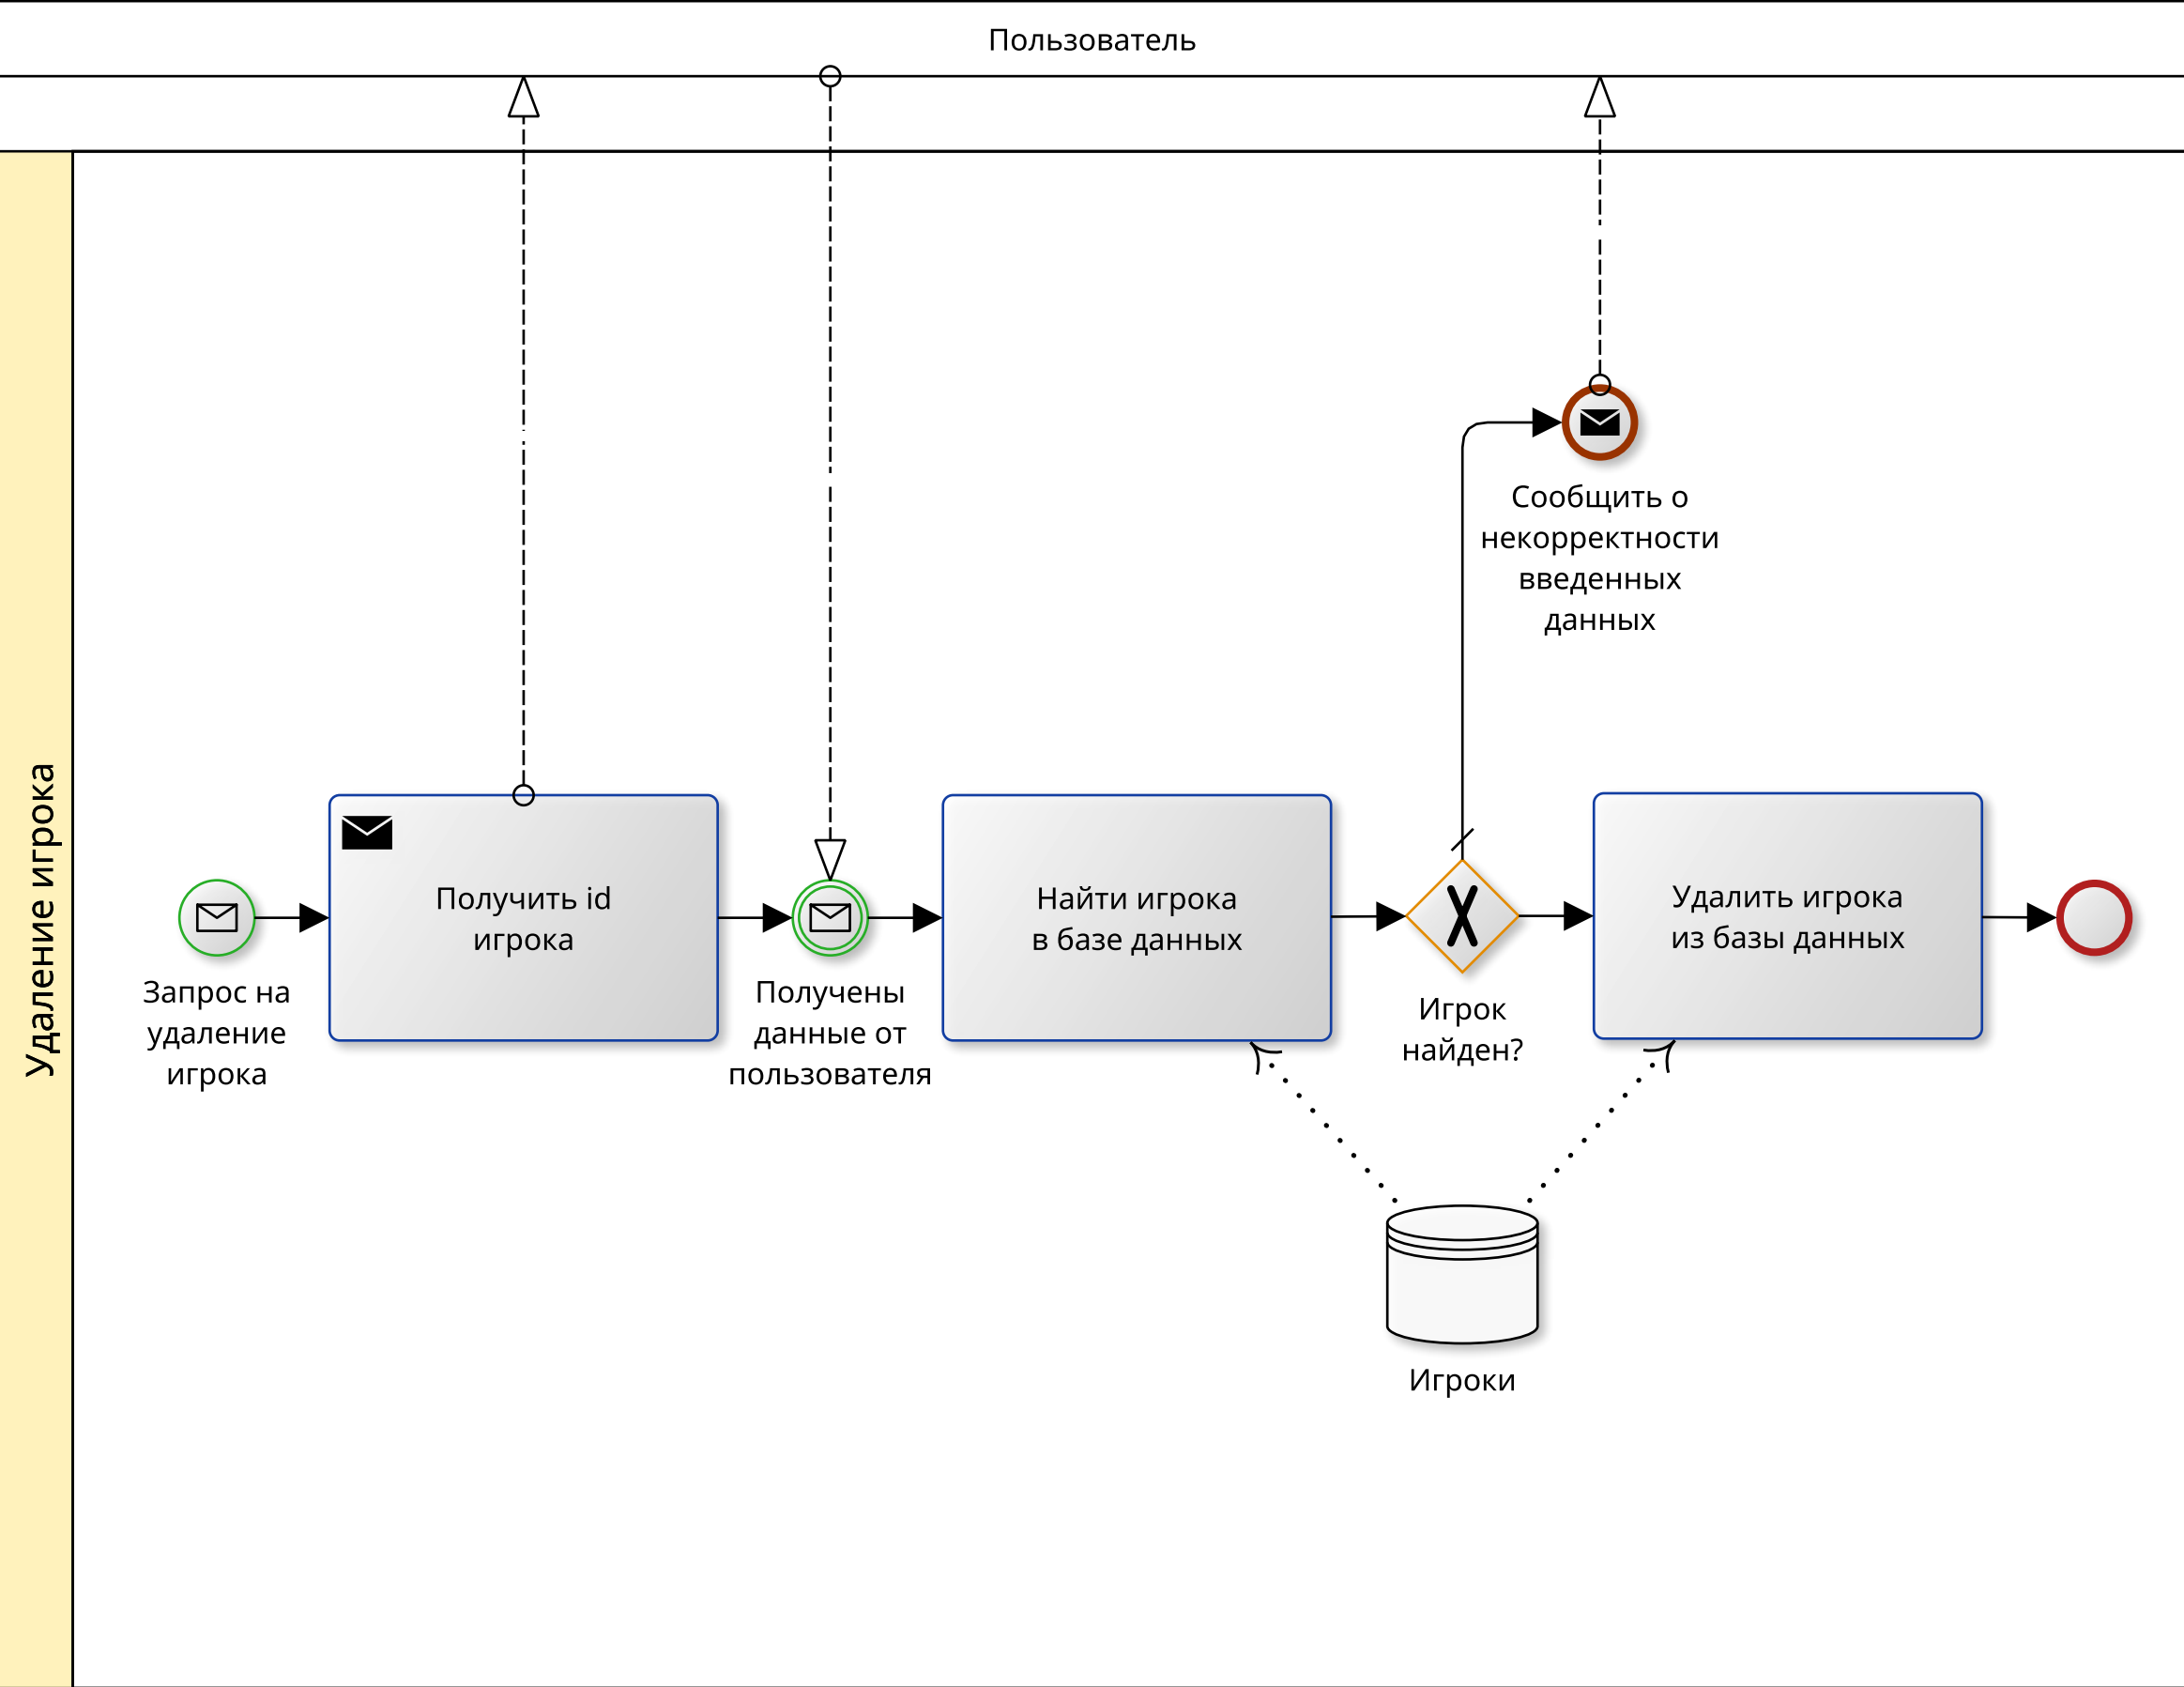 Пользователь
Удаление игрока
Запрос на
удаление
игрока
Получить id
игрока
Получены
данные от
пользователя
Найти игрока
в базе данных
Игрок
найден?
Сообщить о
некорректности
введенных
данных
Удалить игрока
из базы данных
Игроки